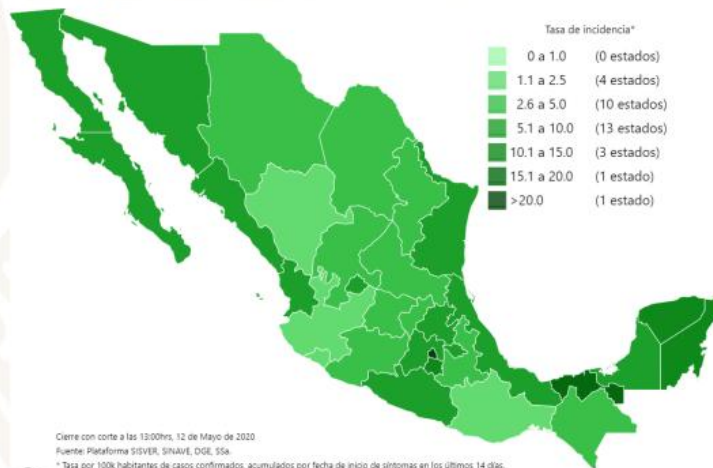 Tasa de incidencia*
0 a 1.0 (0 estados)
1.1 a 2.5 (4 estados)
2.6 a 5.0 (10 estados)
5.1 a 10.0 (13 estados)
10.1 a 15.0 (3 estados)
15.1 a 20.0 (1 estado)
>20.0 (1 estado)
Cierre con corte a las 13:00hrs, 12 de Mayo de 2020
Fuente: Plataforma SISVER, SINAVE, DGE, SSa.
* Tasa por 100k habitantes de casos confirmados, acumulados por fecha de inicio de síntomas en los últimos 14 días.